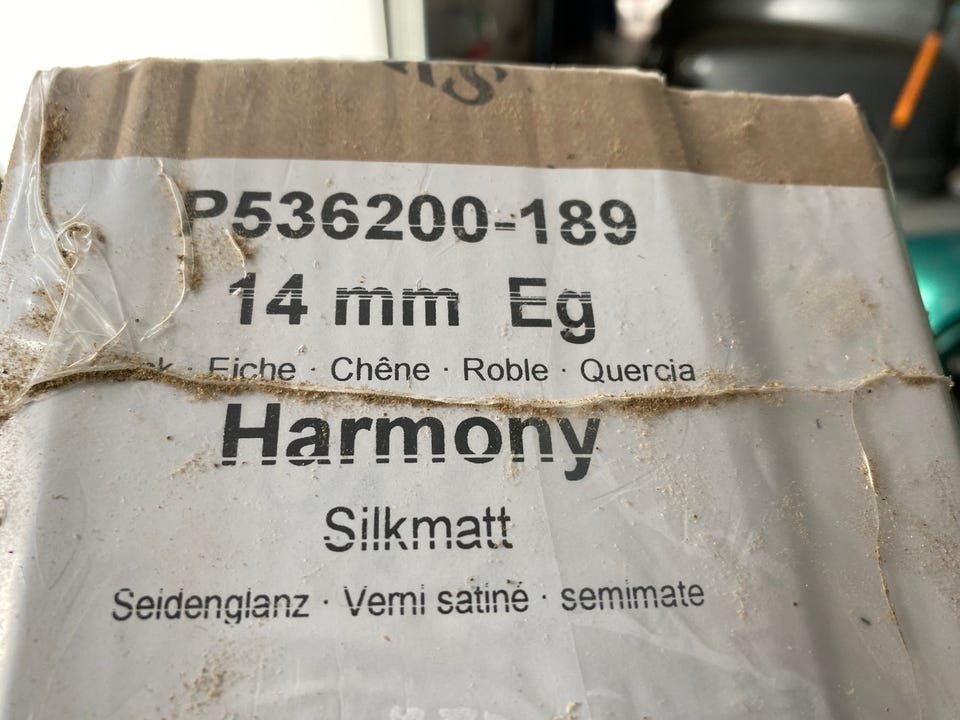 P536200-189
14 mm Eg
· Eiche · Chêne · Roble · Quercia
Harmony
Silkmatt
Seidenglanz · Verni satiné · semimate